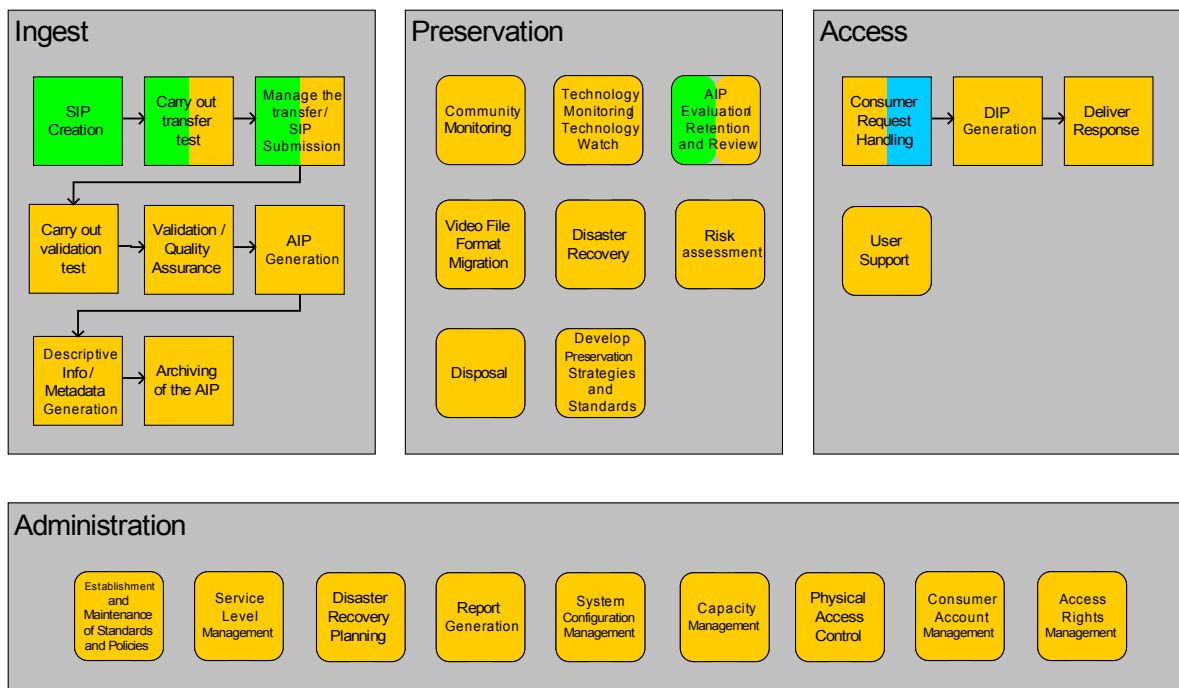 Ingest
SIP
Creation
Carry out
transfer
test
Manage the
transfer/
SIP
Submission
Carry out
validation
test
Validation /
Quality
Assurance
AIP
Generation
Descriptive
Info/
Metadata
Generation
Archiving
of the AIP
Preservation
Community
Monitoring
Technology
Monitoring/
Technology
Watch
AIP
Evaluation/
Retention
and Review
Video File
Format
Migration
Disaster
Recovery
Risk
assessment
Disposal
Develop
Preservation
Strategies
and
Standards
Access
Consumer
Request
Handling
DIP
Generation
Deliver
Response
User
Support
Administration
Establishment
and
Maintenance
of Standards
and Policies
Service
Level
Management
Disaster
Recovery
Planning
Report
Generation
System
Configuration
Management
Capacity
Management
Physical
Access
Control
Consumer
Account
Management
Access
Rights
Management